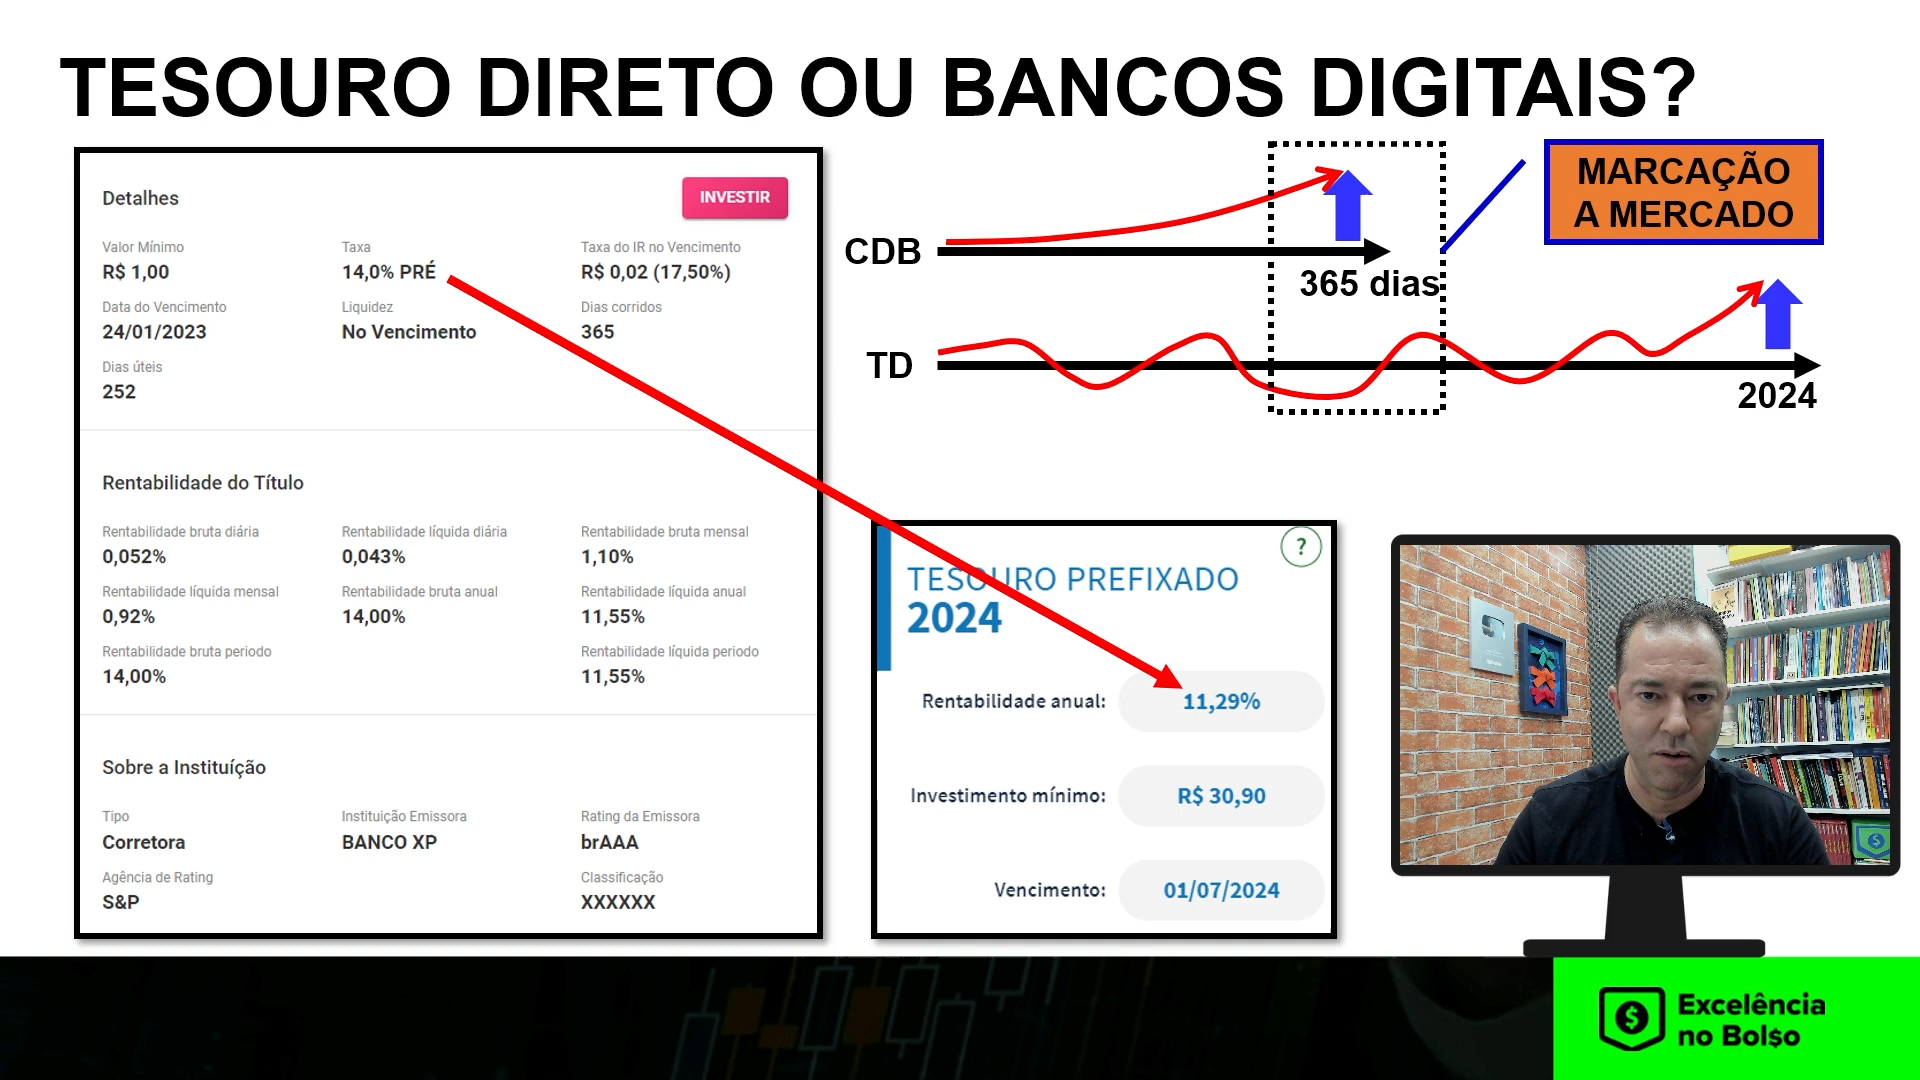 TESOURO DIRETO OU BANCOS DIGITAIS?
Detalhes
INVESTIR
Valor Mínimo
R$ 1,00
Taxa
14,0% PRÉ
Taxa do IR no Vencimento
R$ 0,02 (17,50%)
Data do Vencimento
24/01/2023
Liquidez
No Vencimento
Dias corridos
365
Dias úteis
252
Rentabilidade do Título
Rentabilidade bruta diária
0,052%
Rentabilidade líquida diária
0,043%
Rentabilidade bruta mensal
1,10%
Rentabilidade líquida mensal
0,92%
Rentabilidade bruta anual
14,00%
Rentabilidade líquida anual
11,55%
Rentabilidade bruta periodo
14,00%
Rentabilidade líquida periodo
11,55%
Sobre a Instituíção
Tipo
Corretora
Instituição Emissora
BANCO XP
Rating da Emissora
brAAA
Agência de Rating
S&P
Classificação
XXXXXX
MARCAÇÃO
A MERCADO
CDB
365 dias
TD
2024
?
TESOURO PREFIXADO
2024
Rentabilidade anual:
11,29%
Investimento mínimo:
R$ 30,90
Vencimento:
01/07/2024
Excelência
no Bol$o